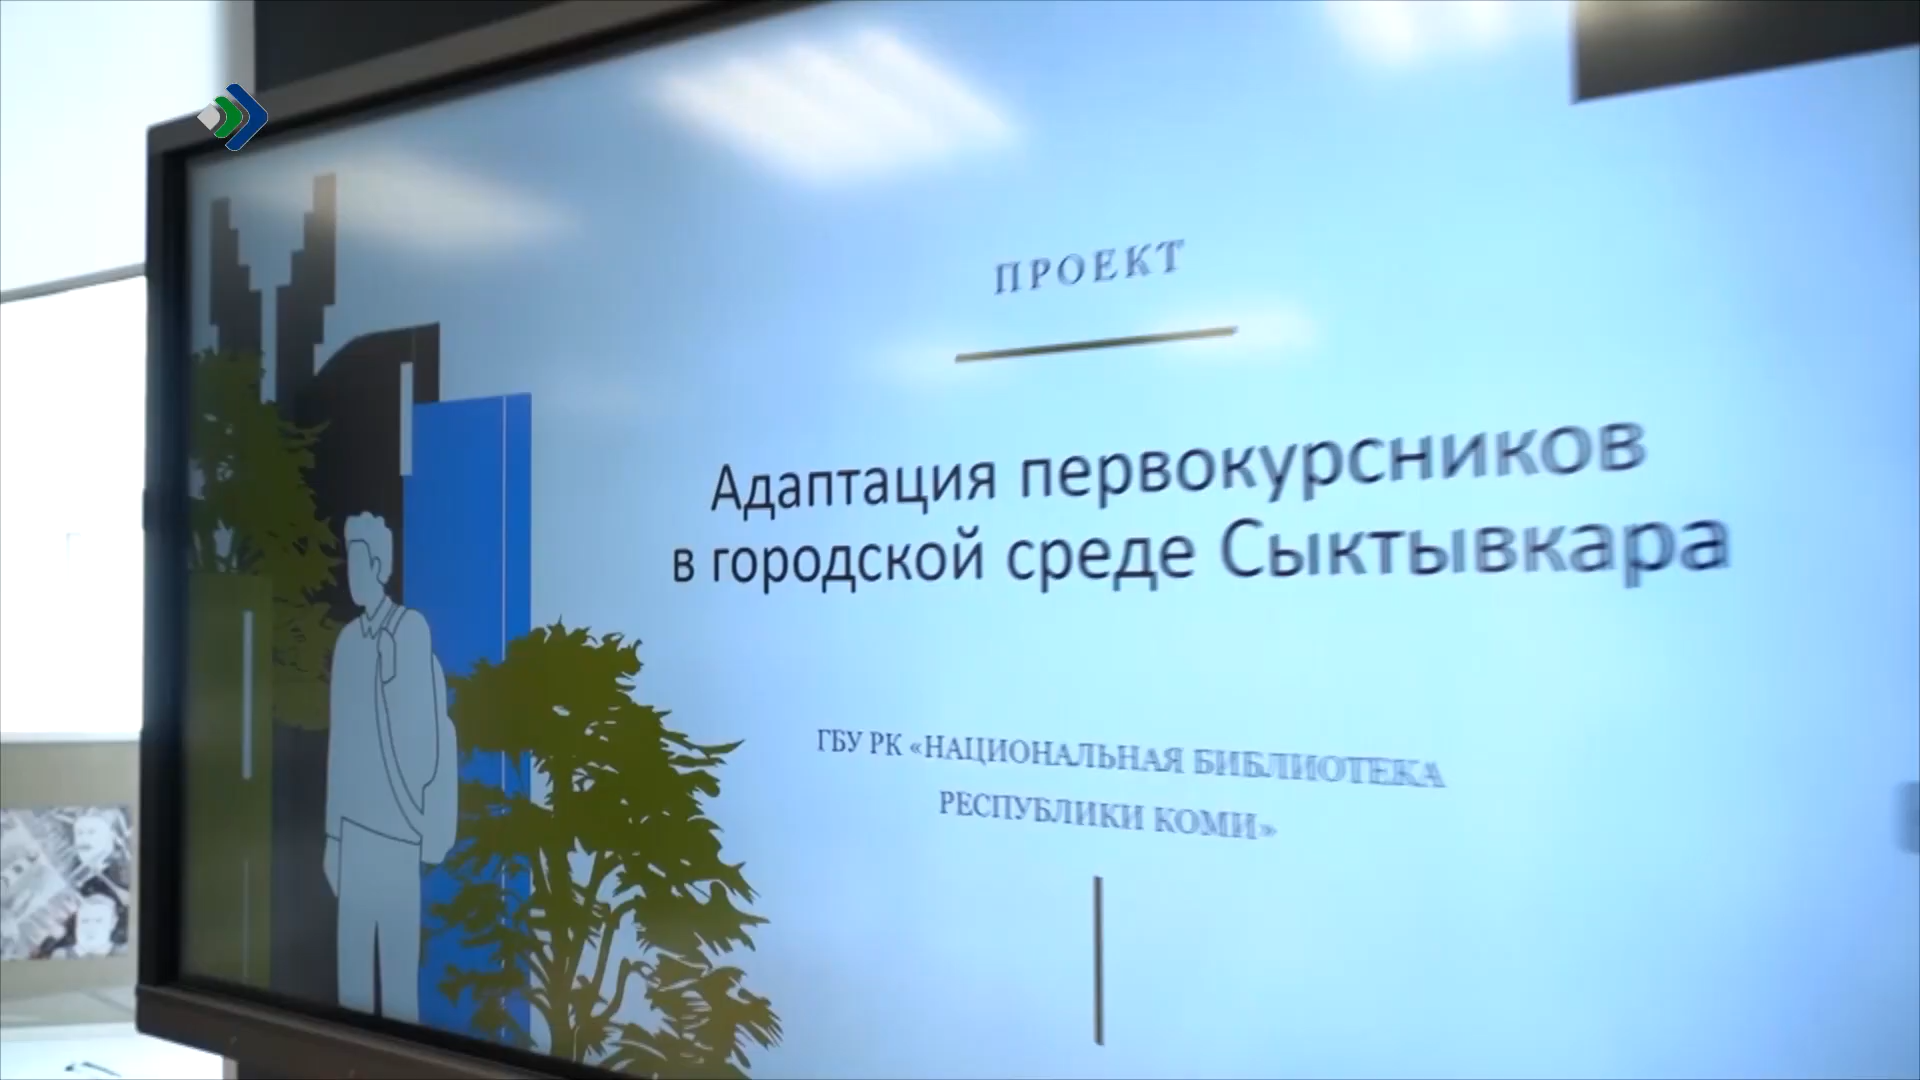 ПРОЕКТ
Адаптация первокурсников
в городской среде Сыктывкара
ГБУ РК «НАЦИОНАЛЬНАЯ БИБЛИОТЕКА
РЕСПУБЛИКИ КОМИ»